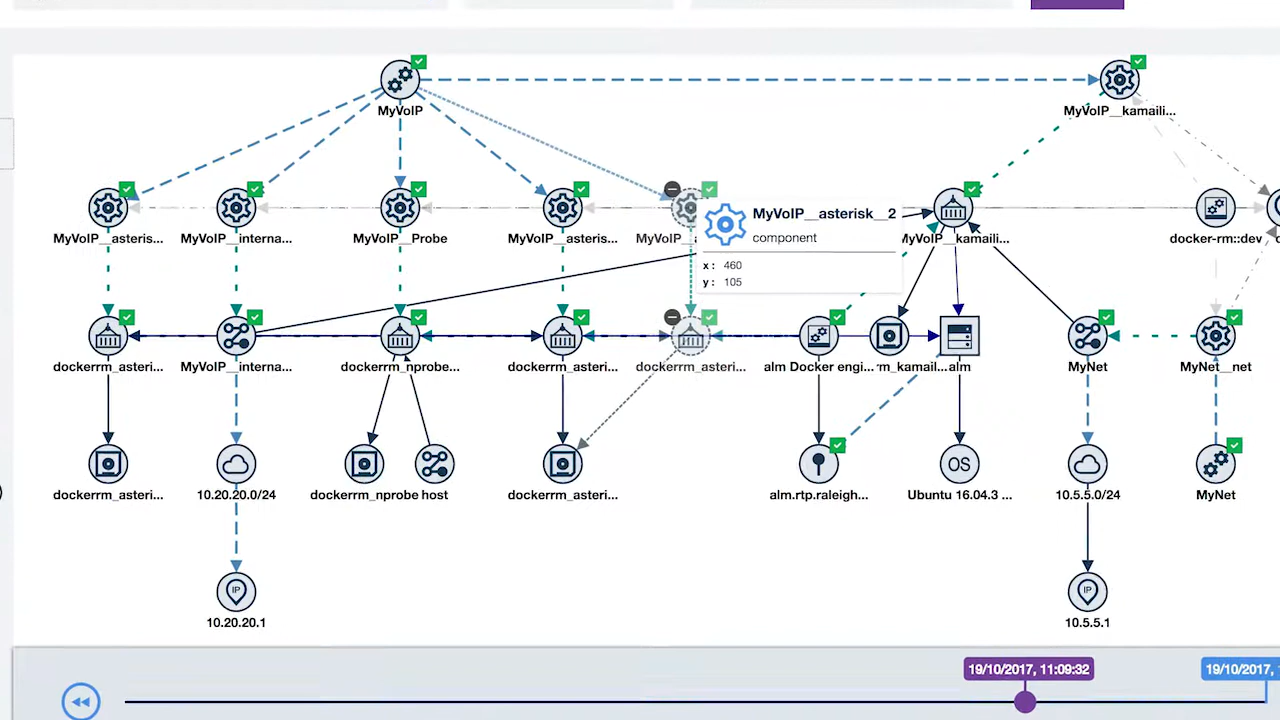 MyVoIP
MyVoIP__kamaili...
MyVoIP__asteris...
MyVoIP__interna...
MyVoIP__Probe
MyVoIP__asteris...
MyVoIP__a
MyVoIP__asterisk__2
component
x : 460
y : 105
MyVoIP__kamaili...
docker-rm::dev
dockerrm_asteri...
MyVoIP__interna...
dockerrm_nprobe...
dockerrm_asteri...
dockerrm_asteri...
alm Docker engi...
rm_kamail...
alm
MyNet
MyNet__net
dockerrm_asteri...
10.20.20.0/24
dockerrm_nprobe
host
dockerrm_asteri...
alm.rtp.raleigh...
OS
Ubuntu 16.04.3 ...
10.5.5.0/24
MyNet
IP
10.20.20.1
IP
10.5.5.1
19/10/2017, 11:09:32
19/10/2017,